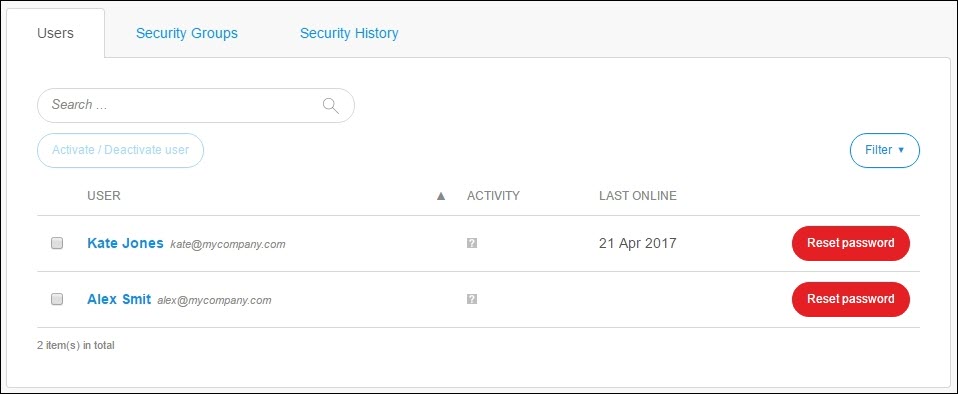 Users Security Groups Security History
Search ...
Activate / Deactivate user Filter ▾
USER ▲ ACTIVITY LAST ONLINE
Kate Jones kate@mycompany.com ? 21 Apr 2017 Reset password
Alex Smit alex@mycompany.com ? Reset password
2 item(s) in total